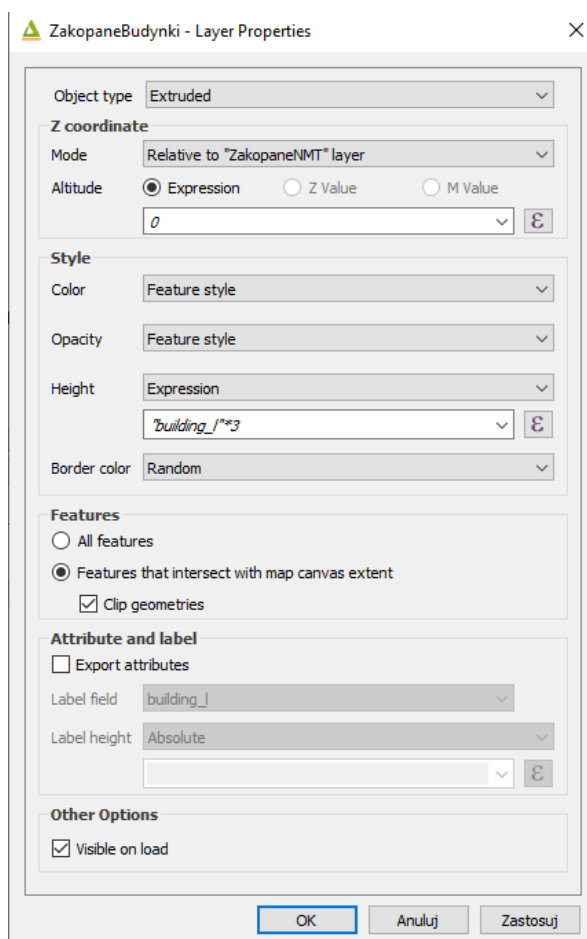 ZakopaneBudynki - Layer Properties
Object type Extruded
Z coordinate
Mode Relative to "ZakopaneNMT" layer
Altitude Expression Z Value M Value
0 ε
Style
Color Feature style
Opacity Feature style
Height Expression
"building_l"*3 ε
Border color Random
Features
All features
Features that intersect with map canvas extent
Clip geometries
Attribute and label
Export attributes
Label field building_l
Label height Absolute
ε
Other Options
Visible on load
OK Anuluj Zastosuj